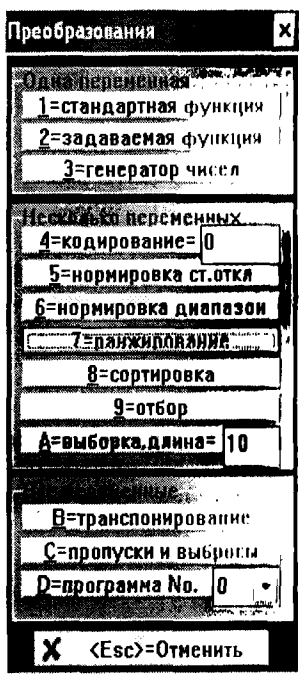 Преобразования x
Одна переменная
1=стандартная функция
2=задаваемая функция
3=генератор чисел
Несколько переменных
4=кодирование= 0
5=нормировка ст.откл
6=нормировка диапазон
7=ранжирование
8=сортировка
9=отбор
A=выборка,длина= 10
переменные
B=транспонирование
C=пропуски и выбросы
D=программа No. 0
X <Esc>=Отменить